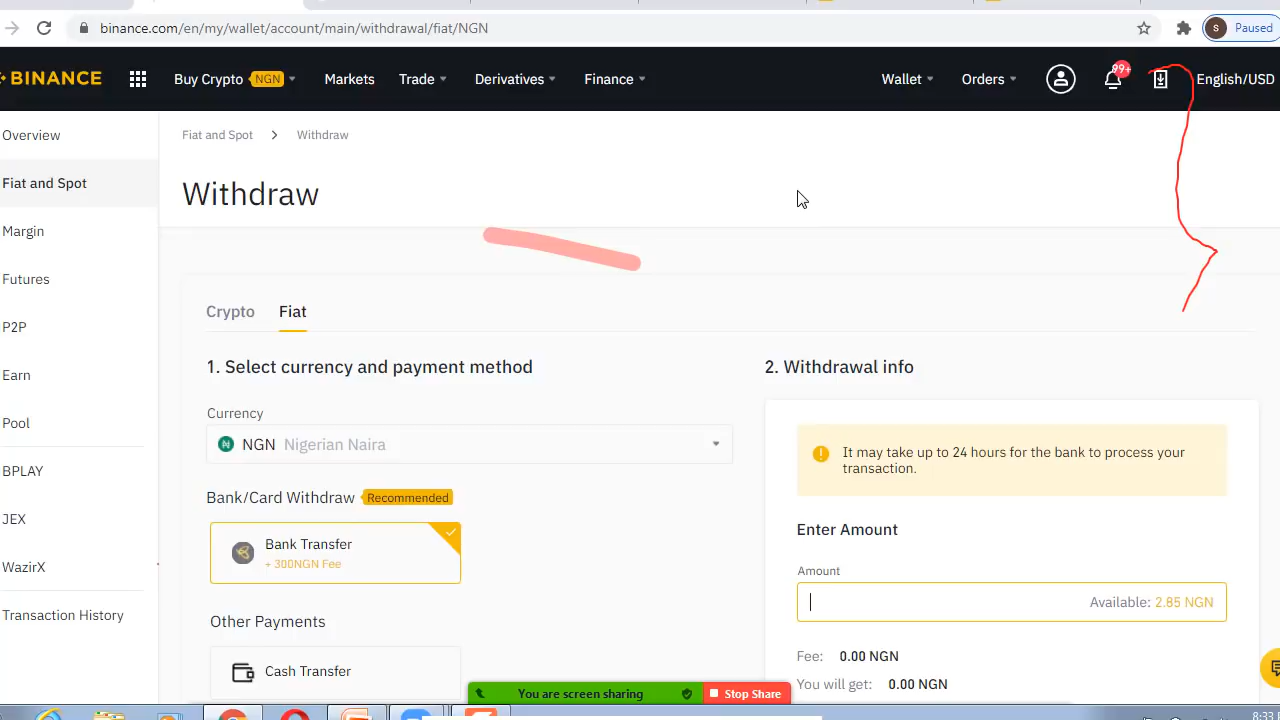 binance.com/en/my/wallet/account/main/withdrawal/fiat/NGN
S Paused
BINANCE Buy Crypto NGN Markets Trade Derivatives Finance Wallet Orders 99+ English/USD
Overview
Fiat and Spot
Margin
Futures
P2P
Earn
Pool
BPLAY
JEX
WazirX
Transaction History
Fiat and Spot > Withdraw
Withdraw
Crypto Fiat
1. Select currency and payment method
Currency
NGN Nigerian Naira
Bank/Card Withdraw Recommended
Bank Transfer
+ 300NGN Fee
Other Payments
Cash Transfer
2. Withdrawal info
It may take up to 24 hours for the bank to process your
transaction.
Enter Amount
Amount
Available: 2.85 NGN
Fee: 0.00 NGN
You will get: 0.00 NGN
You are screen sharing Stop Share